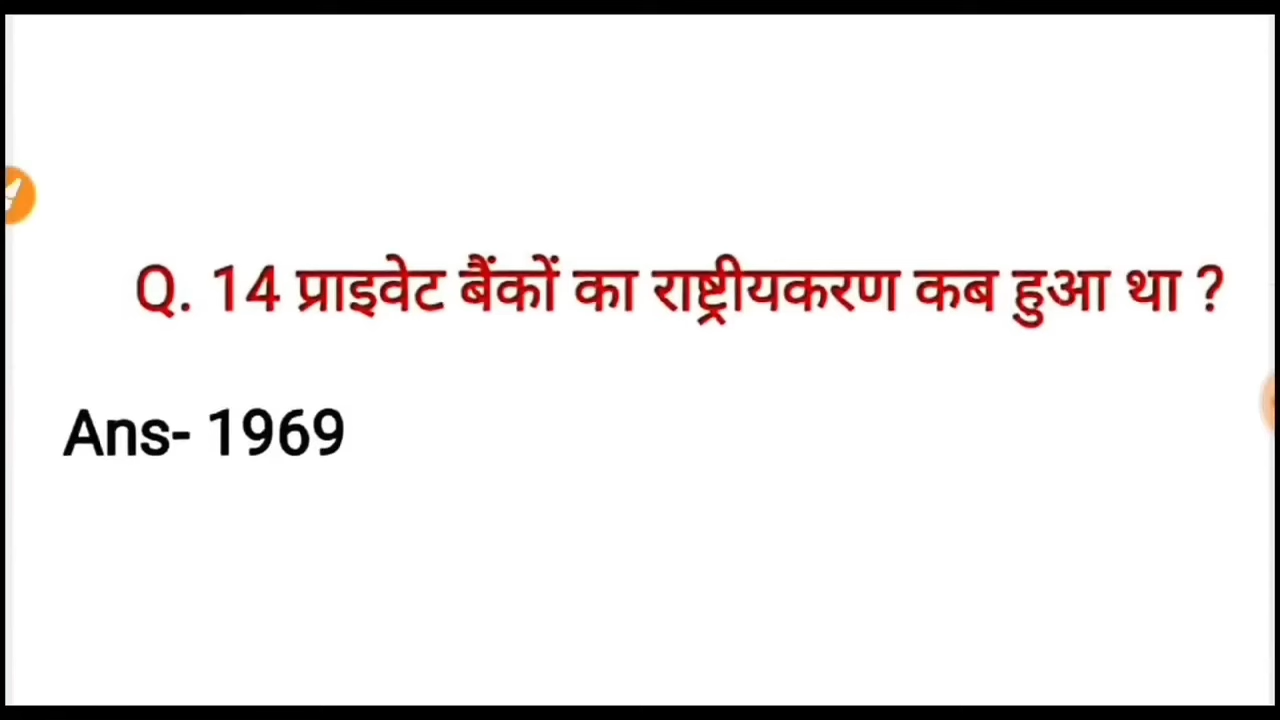 Q. 14 प्राइवेट बैंकों का राष्ट्रीयकरण कब हुआ था ?
Ans- 1969